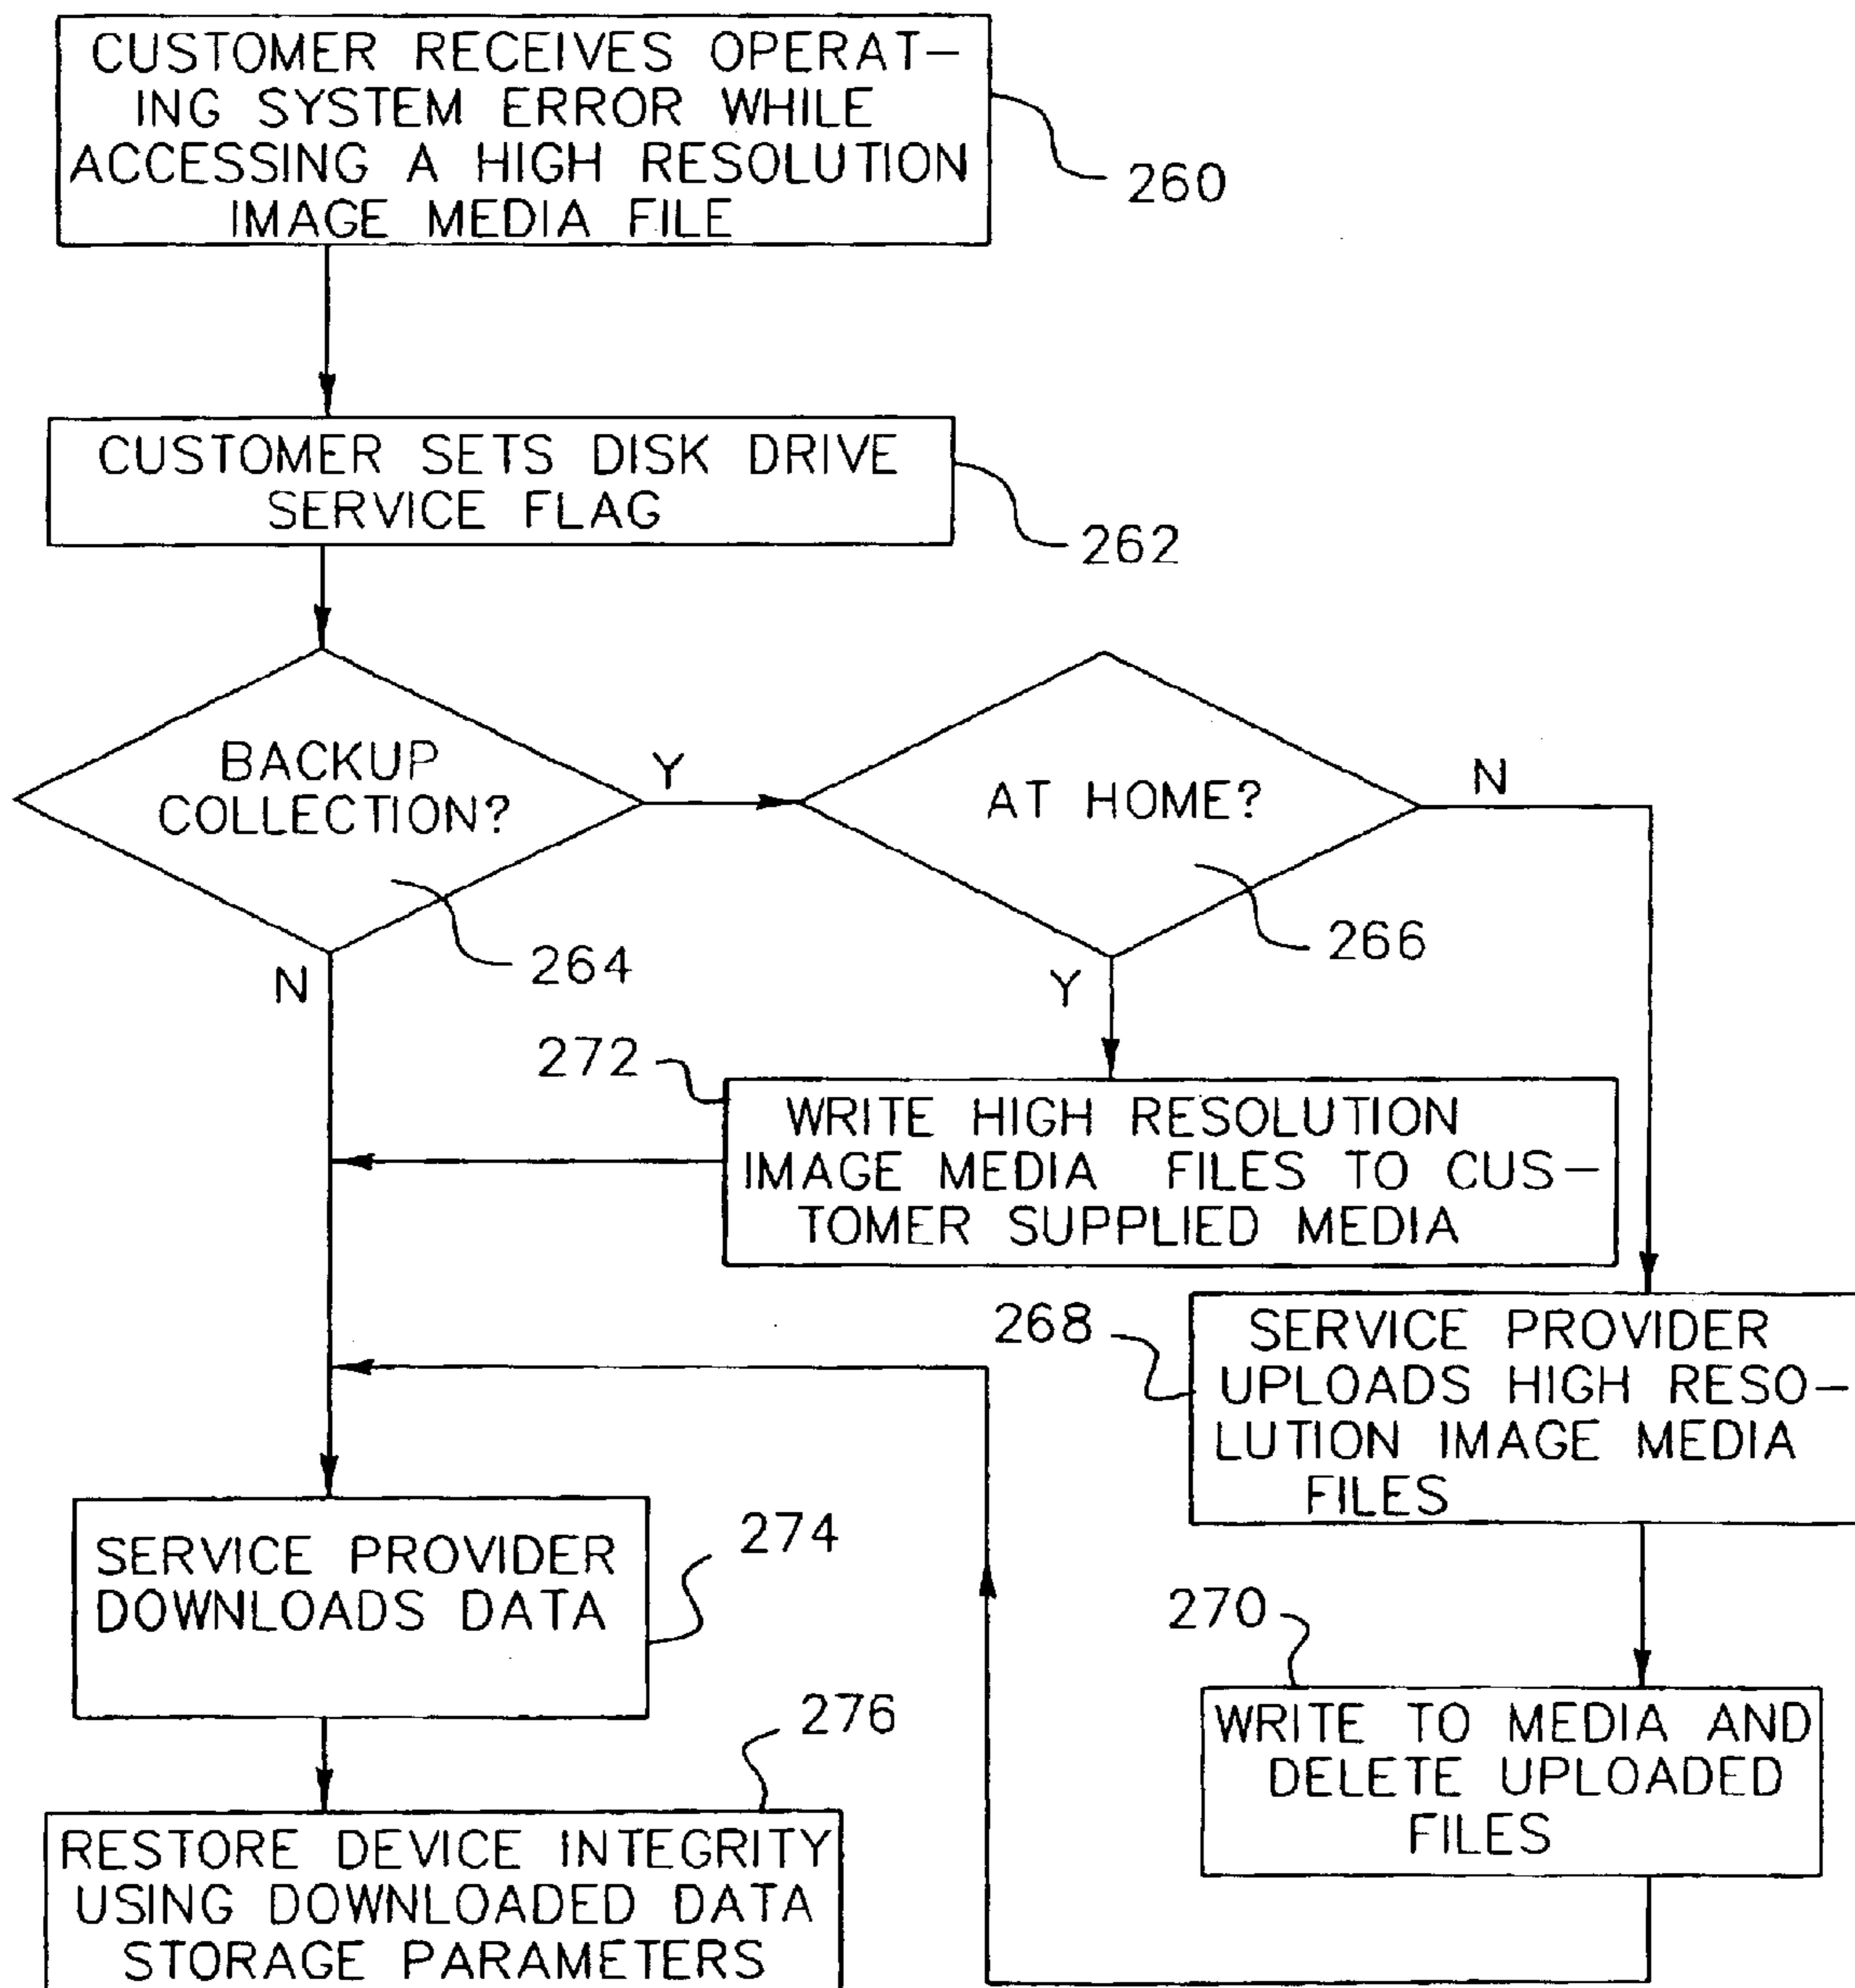 CUSTOMER RECEIVES OPERAT-
ING SYSTEM ERROR WHILE
ACCESSING A HIGH RESOLUTION
IMAGE MEDIA FILE
260
CUSTOMER SETS DISK DRIVE
SERVICE FLAG
262
BACKUP
COLLECTION?
Y
N
264
AT HOME?
N
Y
266
272
WRITE HIGH RESOLUTION
IMAGE MEDIA FILES TO CUS-
TOMER SUPPLIED MEDIA
268
SERVICE PROVIDER
UPLOADS HIGH RESO-
LUTION IMAGE MEDIA
FILES
270
WRITE TO MEDIA AND
DELETE UPLOADED
FILES
SERVICE PROVIDER
DOWNLOADS DATA
274
276
RESTORE DEVICE INTEGRITY
USING DOWNLOADED DATA
STORAGE PARAMETERS